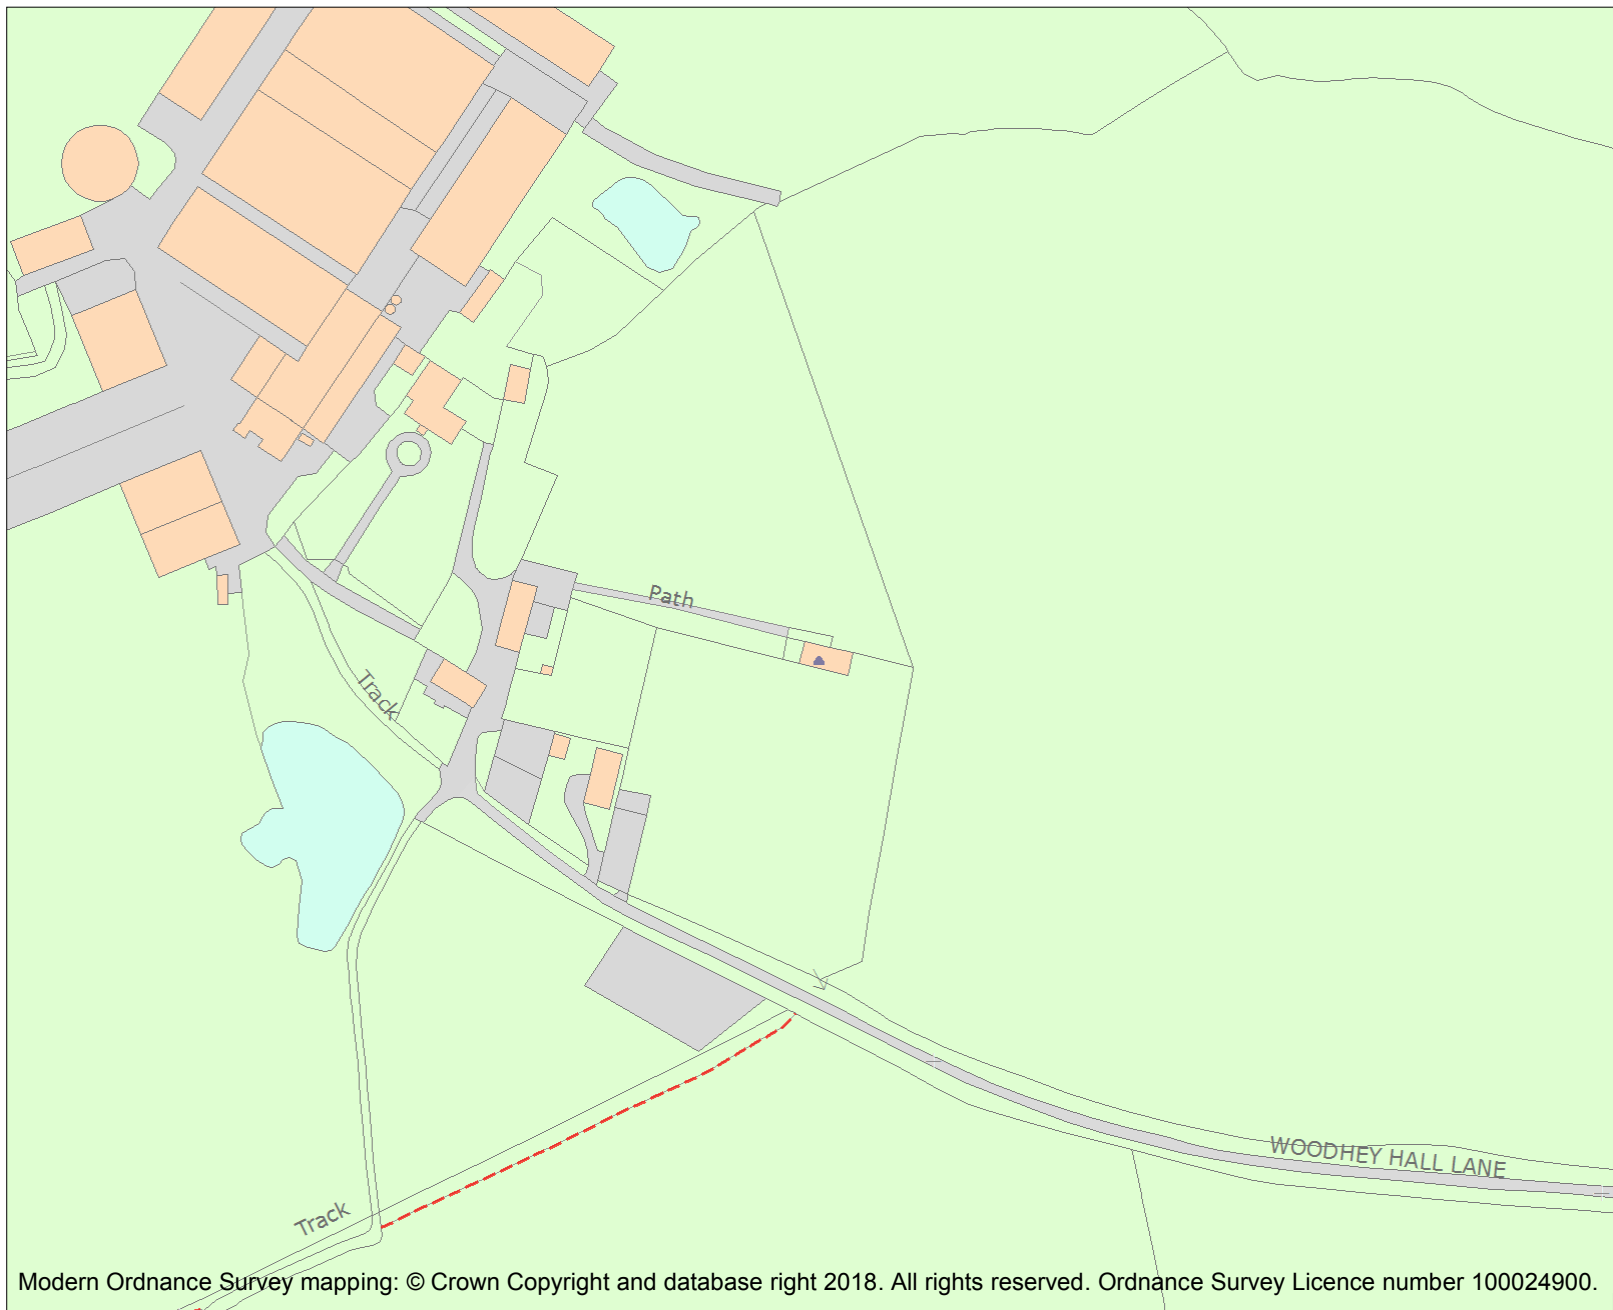 Path
Track
WOODHEY HALL LANE
Track
Modern Ordnance Survey mapping: © Crown Copyright and database right 2018. All rights reserved. Ordnance Survey Licence number 100024900.